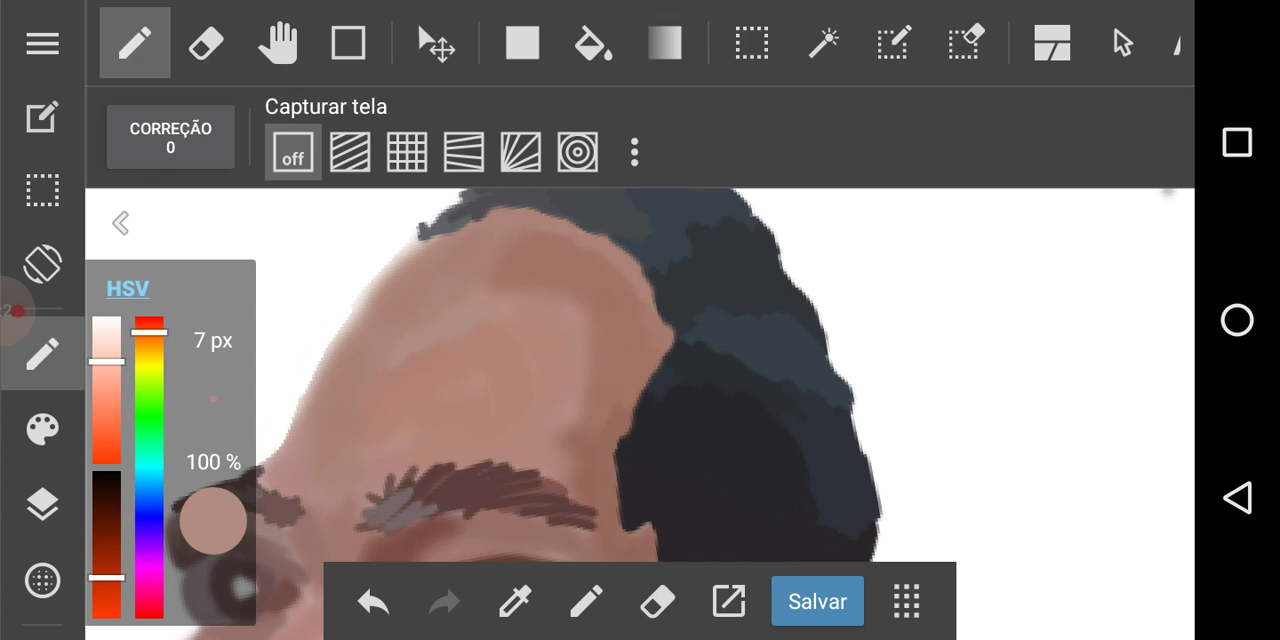 Capturar tela
CORREÇÃO
0
off
HSV
7 px
100 %
Salvar